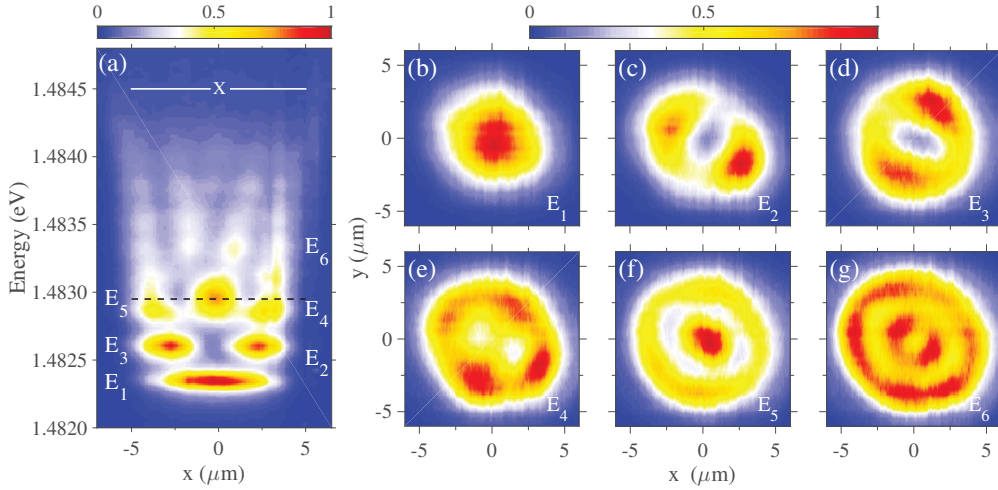 0 0.5 1
0 0.5 1
(a)
X
1.4845
1.4840
1.4835
1.4830
1.4825
1.4820
Energy (eV)
E6
E5
E4
E3
E2
E1
-5 0 5
x (μm)
(b)
E1
(c)
E2
(d)
E3
5
0
-5
y (μm)
(e)
E4
(f)
E5
(g)
E6
5
0
-5
-5 0 5
-5 0 5
-5 0 5
x (μm)